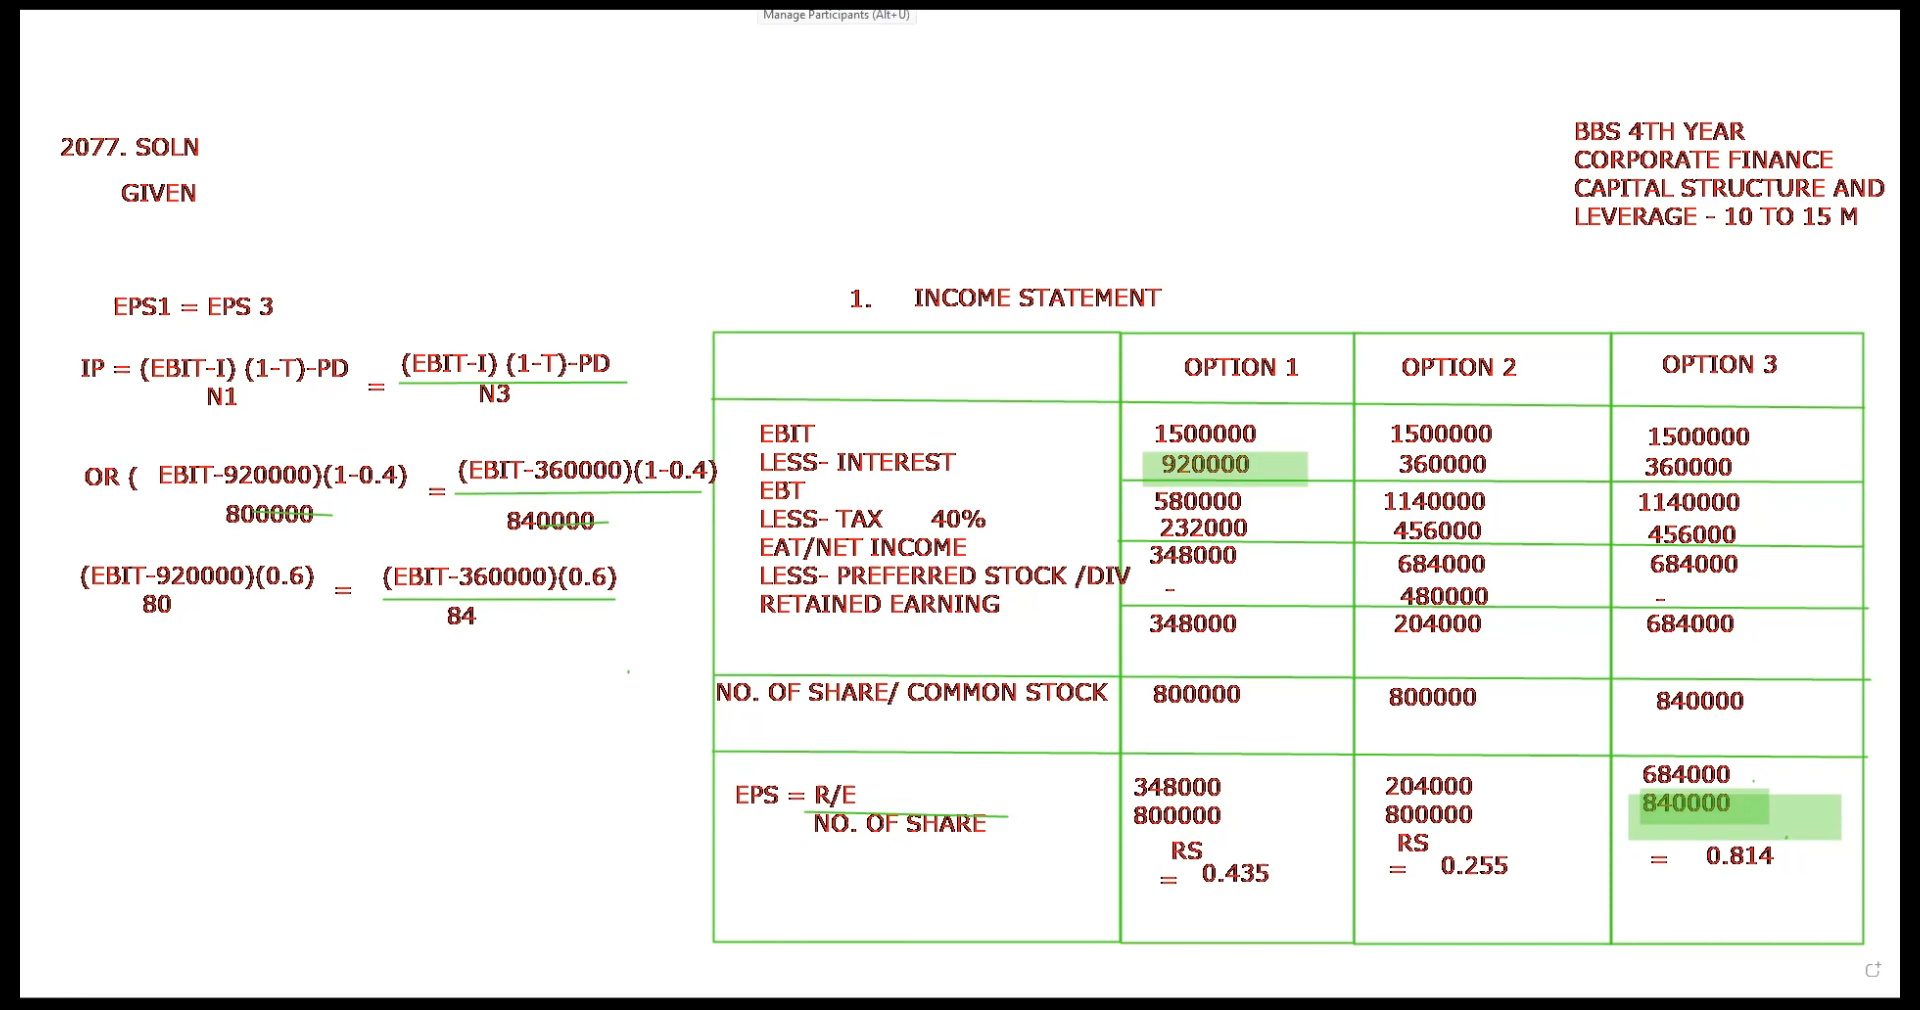 Manage Participants (Alt+U)
BBS 4TH YEAR
CORPORATE FINANCE
CAPITAL STRUCTURE AND
LEVERAGE - 10 TO 15 M
2077. SOLN
GIVEN
EPS1 = EPS 3
IP = (EBIT-I) (1-T)-PD = (EBIT-I) (1-T)-PD
N1 N3
OR ( EBIT-920000)(1-0.4) = (EBIT-360000)(1-0.4)
800000 840000
(EBIT-920000)(0.6) = (EBIT-360000)(0.6)
80 84
1. INCOME STATEMENT
OPTION 1 OPTION 2 OPTION 3
EBIT 1500000 1500000 1500000
LESS- INTEREST 920000 360000 360000
EBT 580000 1140000 1140000
LESS- TAX 40% 232000 456000 456000
EAT/NET INCOME 348000 684000 684000
LESS- PREFERRED STOCK /DIV - 480000 -
RETAINED EARNING 348000 204000 684000
NO. OF SHARE/ COMMON STOCK 800000 800000 840000
EPS = R/E 348000 204000 684000
NO. OF SHARE 800000 800000 840000
RS RS
= 0.435 = 0.255 = 0.814